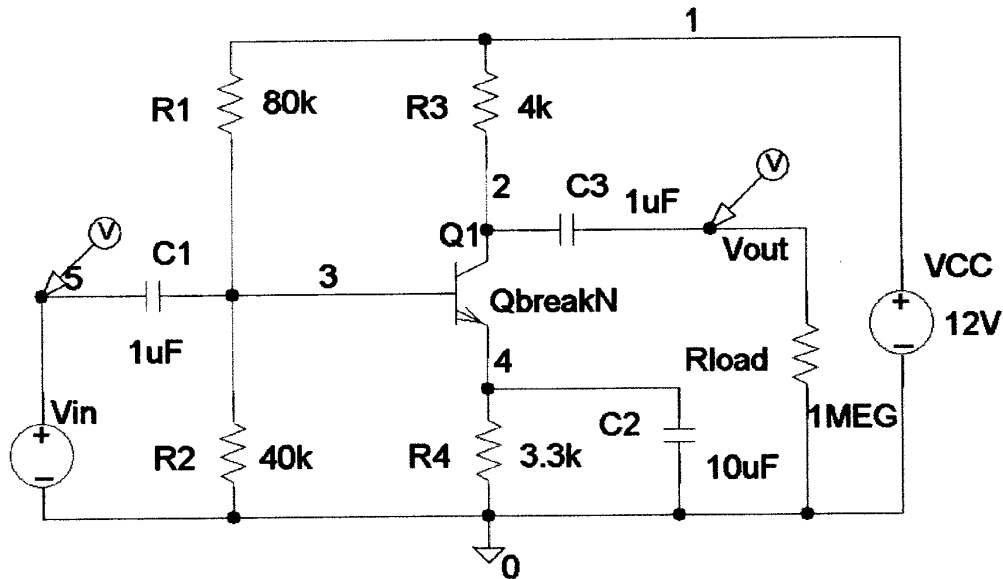 1
R1 80k
R3 4k
2
C3 1uF
V
Q1
Vout
V
5
C1
3
QbreakN
VCC
12V
1uF
4
Rload
Vin
1MEG
R2 40k
R4 3.3k
C2
10uF
0